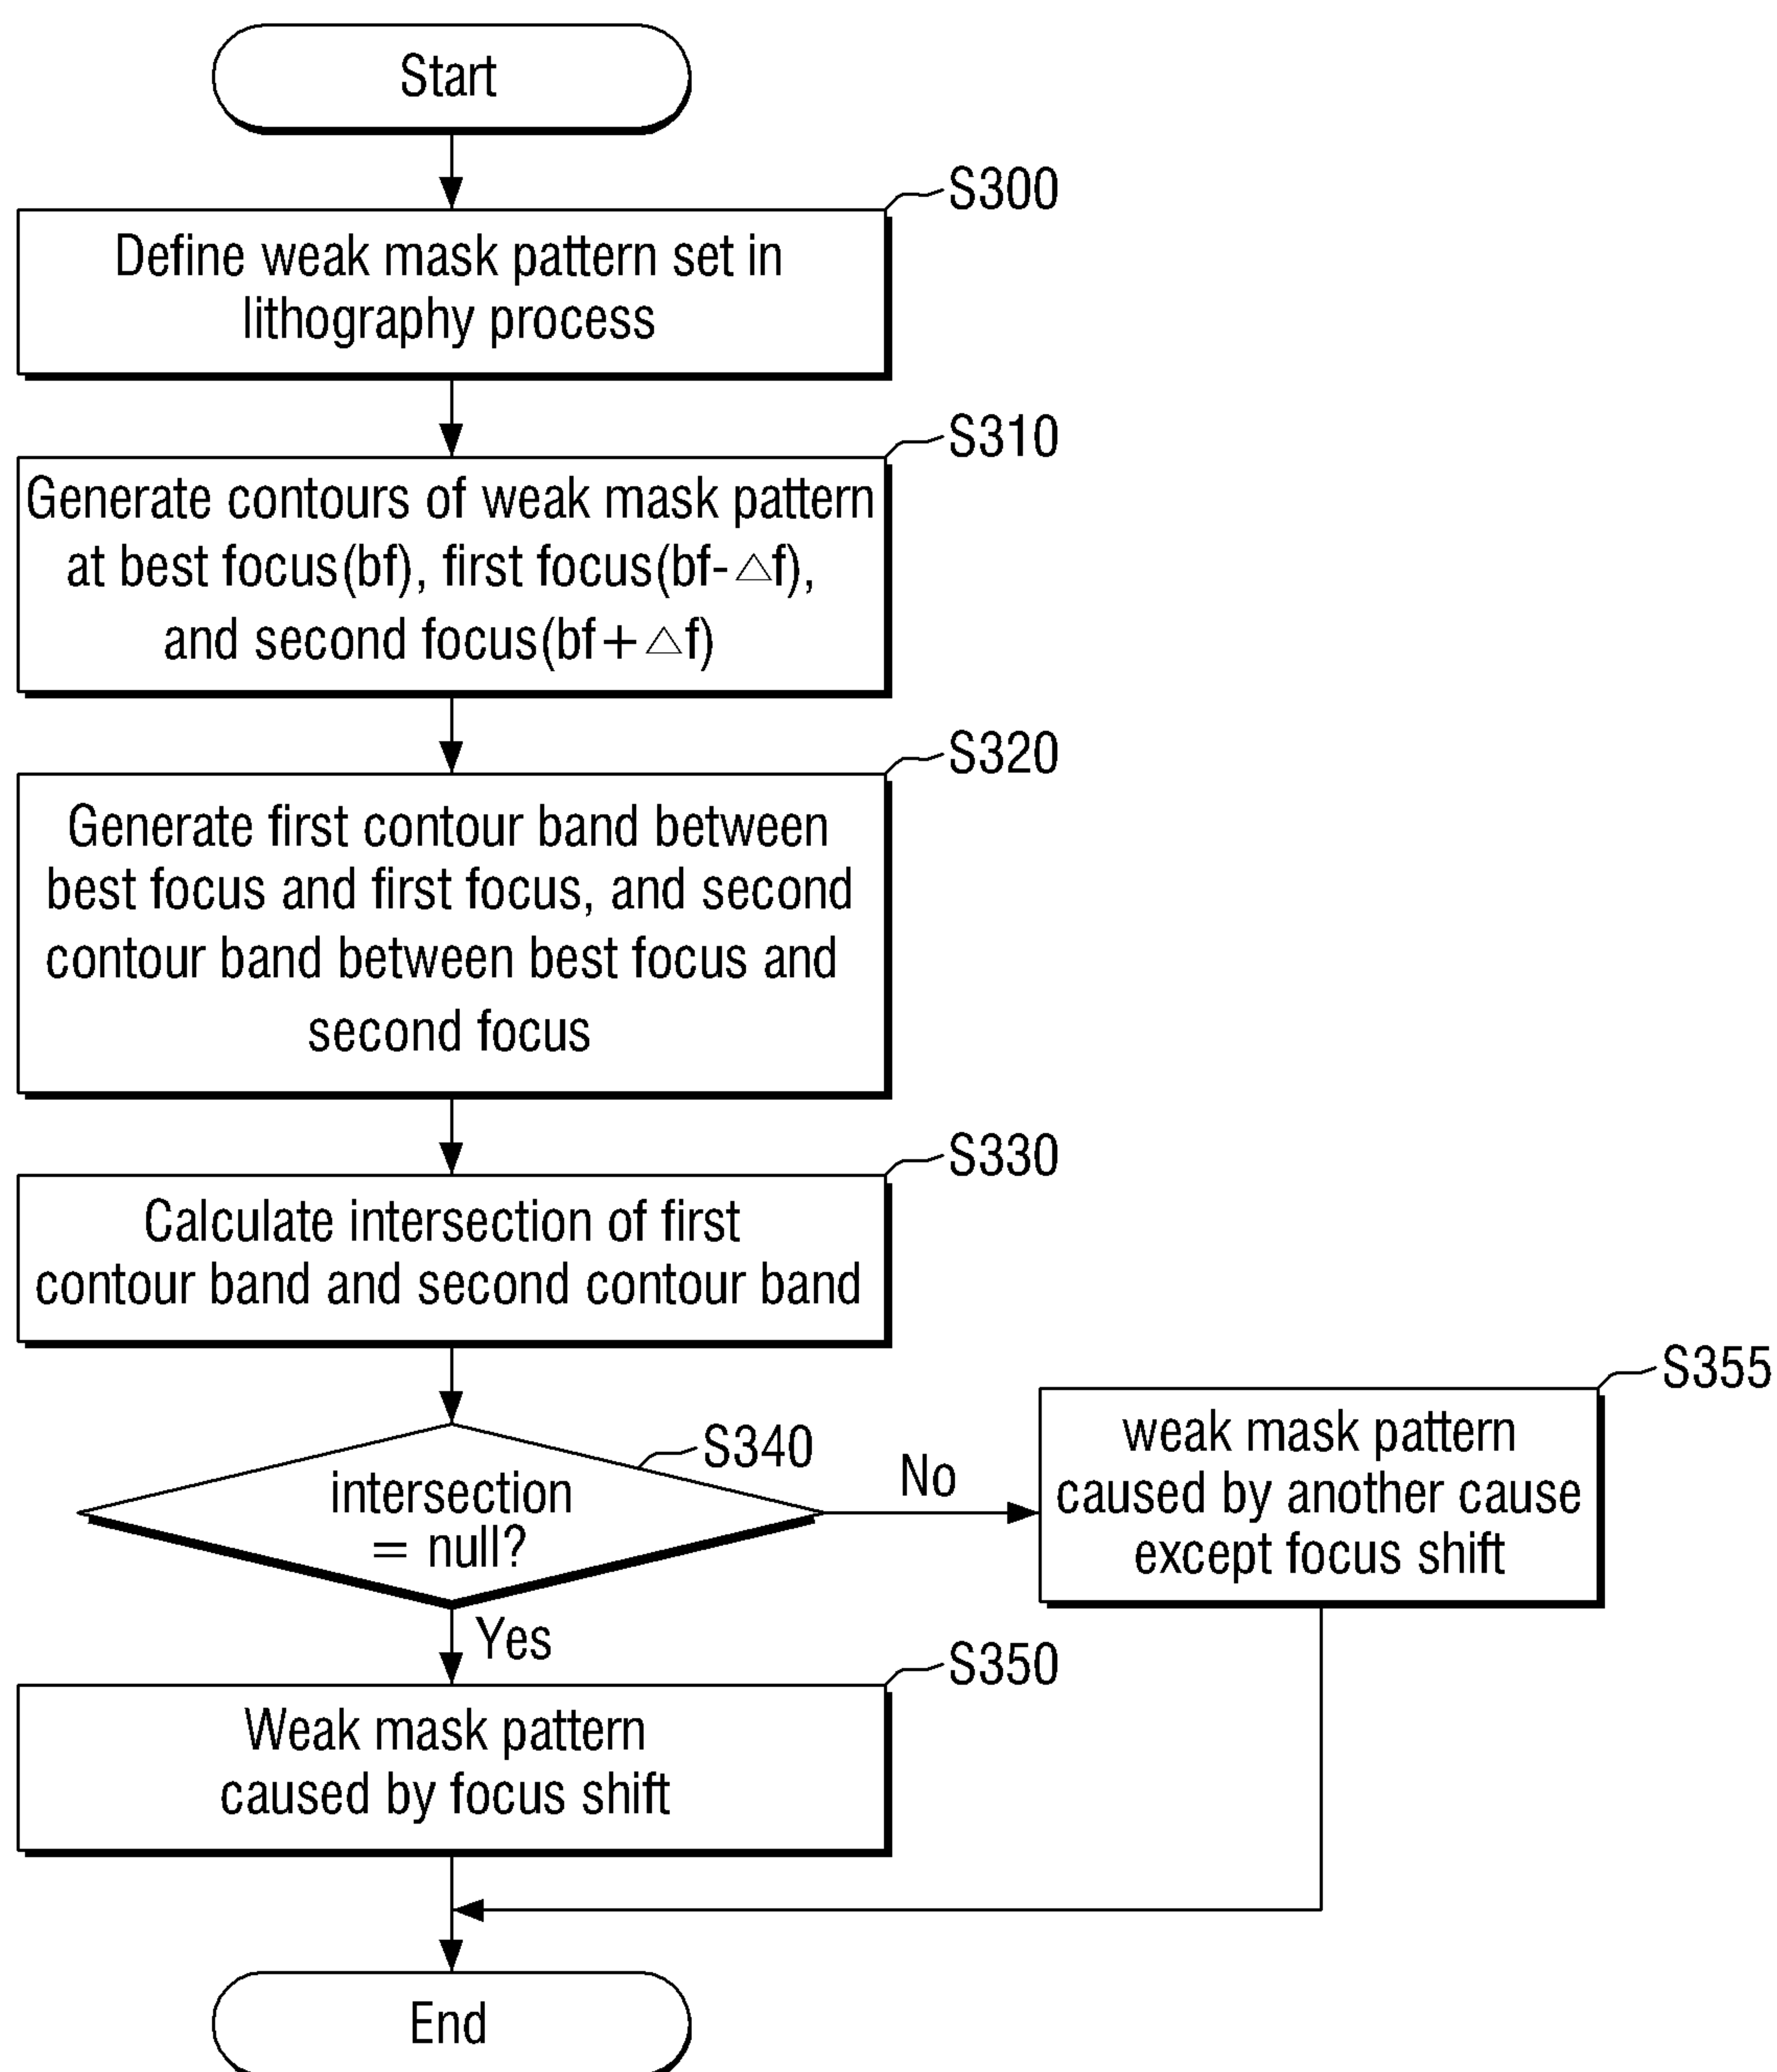 Start
S300
Define weak mask pattern set in
lithography process
S310
Generate contours of weak mask pattern
at best focus(bf), first focus(bf-△f),
and second focus(bf+△f)
S320
Generate first contour band between
best focus and first focus, and second
contour band between best focus and
second focus
S330
Calculate intersection of first
contour band and second contour band
S340
intersection
= null?
No
S355
weak mask pattern
caused by another cause
except focus shift
Yes
S350
Weak mask pattern
caused by focus shift
End